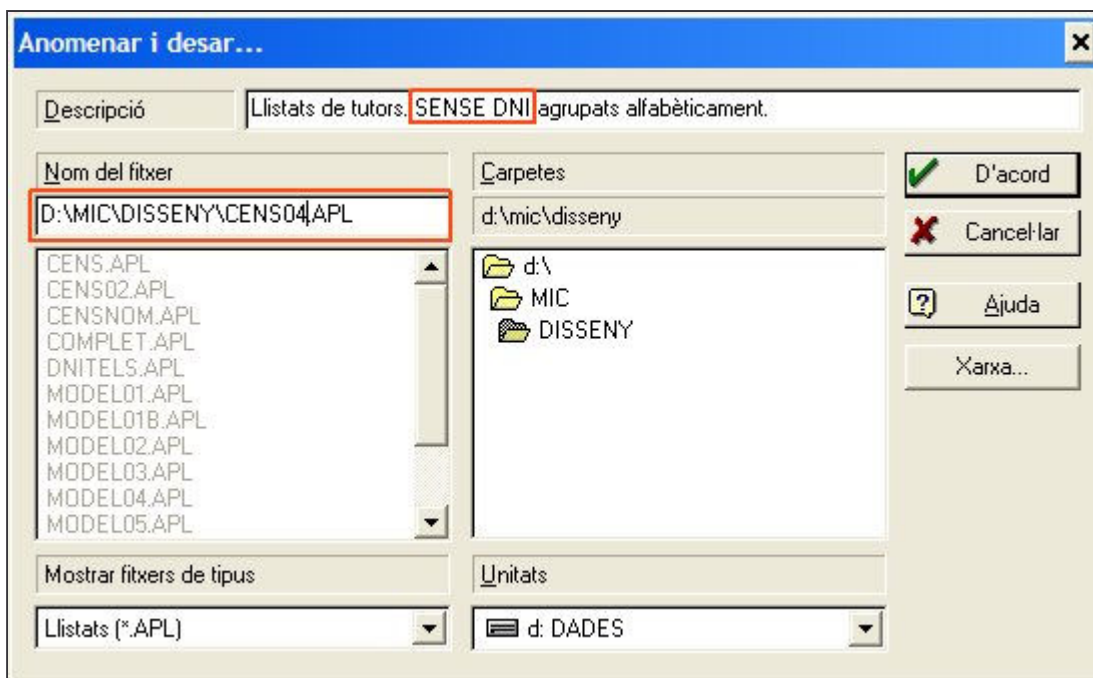 Anomenar i desar...
Descripció
Llistats de tutors. SENSE DNI agrupats alfabèticament.
Nom del fitxer
D:\MIC\DISSENY\CENS04.APL
CENS.APL
CENS02.APL
CENSNOM.APL
COMPLET.APL
DNITELS.APL
MODEL01.APL
MODEL01B.APL
MODEL02.APL
MODEL03.APL
MODEL04.APL
MODEL05.APL
Mostrar fitxers de tipus
Llistats (*.APL)
Carpetes
d:\mic\disseny
d:\
MIC
DISSENY
Unitats
d: DADES
D'acord
Cancel·lar
Ajuda
Xarxa...